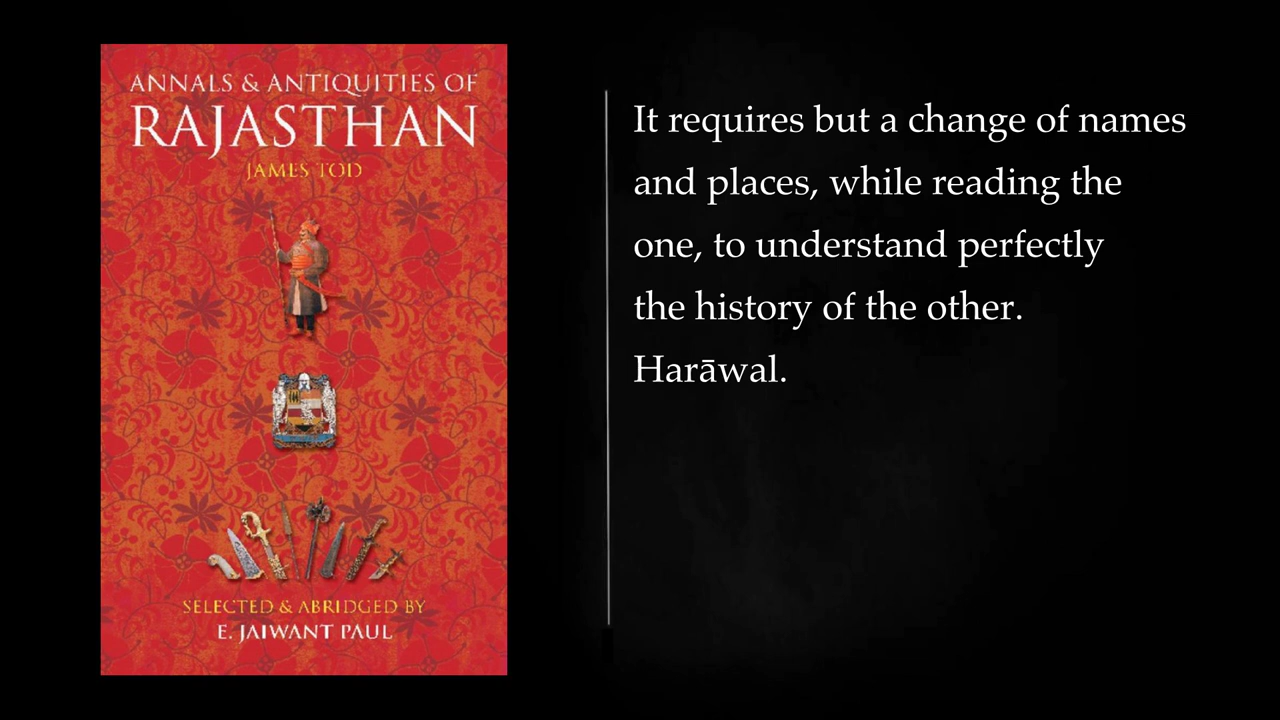 ANNALS & ANTIQUITIES OF
RAJASTHAN
JAMES TOD
SELECTED & ABRIDGED BY
E. JAIWANT PAUL
It requires but a change of names
and places, while reading the
one, to understand perfectly
the history of the other.
Harāwal.